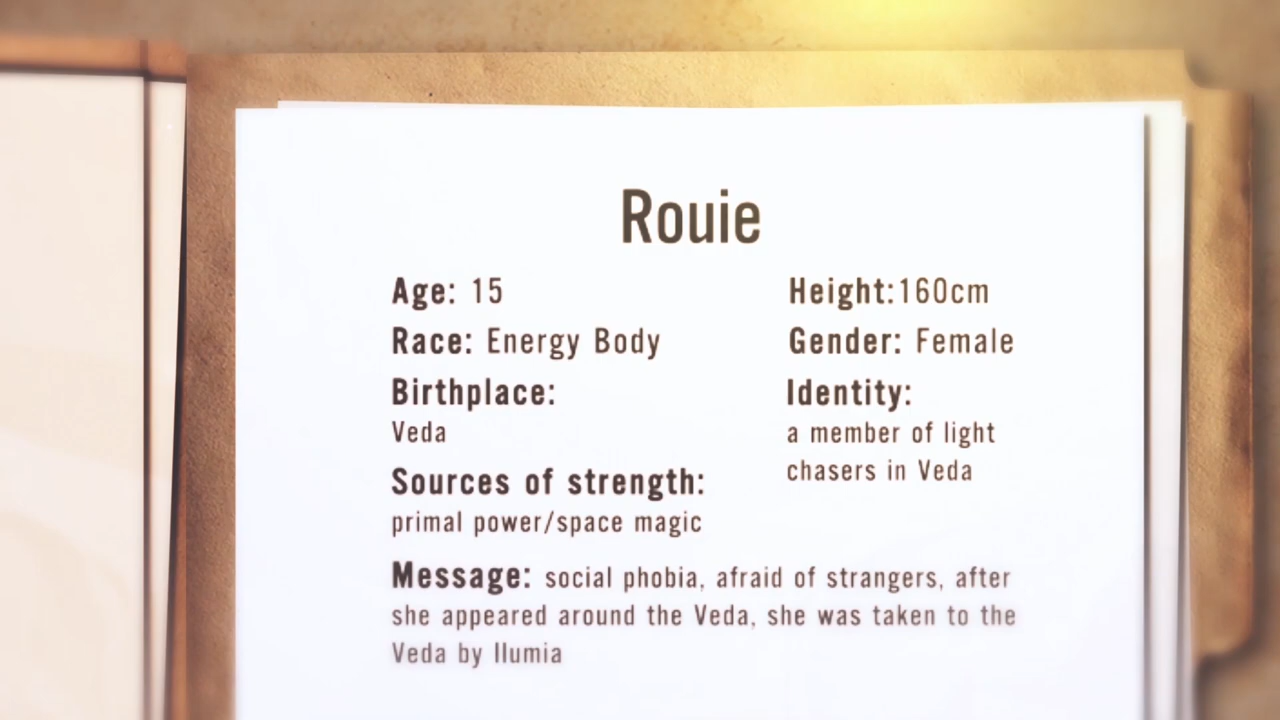 Rouie
Age: 15
Height:160cm
Race: Energy Body
Gender: Female
Birthplace:
Veda
Identity:
a member of light
chasers in Veda
Sources of strength:
primal power/space magic
Message: social phobia, afraid of strangers, after
she appeared around the Veda, she was taken to the
Veda by Ilumia